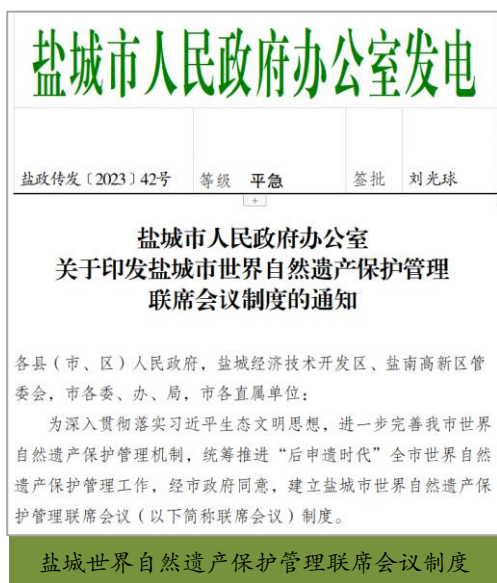 盐城市人民政府办公室发电
盐政传发〔2023〕42号 等级 平急 签批 刘光球
盐城市人民政府办公室
关于印发盐城市世界自然遗产保护管理
联席会议制度的通知
各县（市、区）人民政府，盐城经济技术开发区、盐南高新区管
委会，市各委、办、局，市各直属单位：
为深入贯彻落实习近平生态文明思想，进一步完善我市世界
自然遗产保护管理机制，统筹推进“后申遗时代”全市世界自然
遗产保护管理工作，经市政府同意，建立盐城市世界自然遗产保
护管理联席会议（以下简称联席会议）制度。
盐城世界自然遗产保护管理联席会议制度